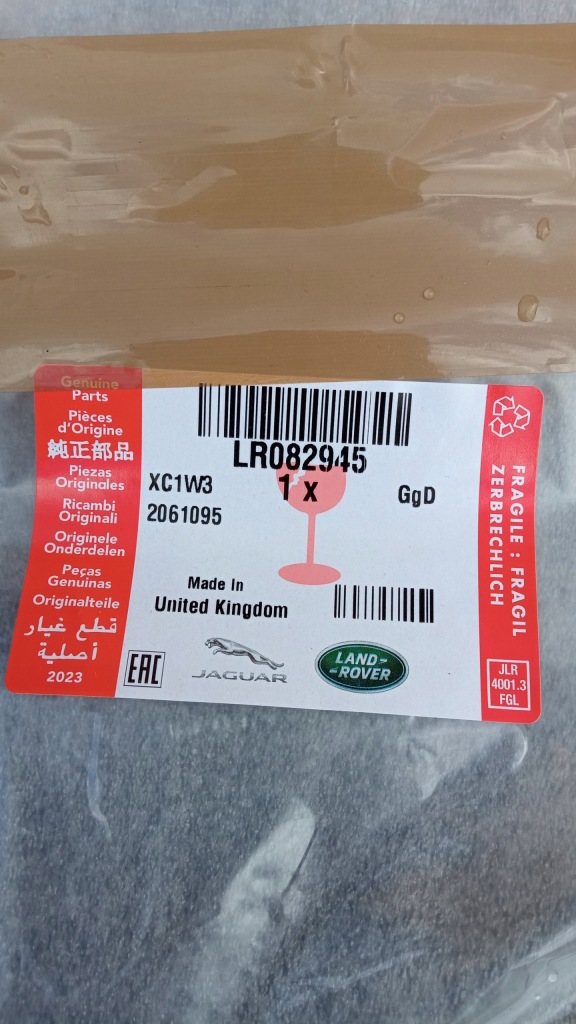 Genuine
Parts
Pièces
d'Origine
純正部品
Piezas
Originales
Ricambi
Originali
Originele
Onderdelen
Peças
Genuinas
Originalteile
قطع غيار
أصلية
2023
LR082945
XC1W3
1 x
GgD
2061095
Made In
United Kingdom
EAC
JAGUAR
LAND-
-ROVER
FRAGILE : FRAGIL
ZERBRECHLICH
JLR
4001.3
FGL